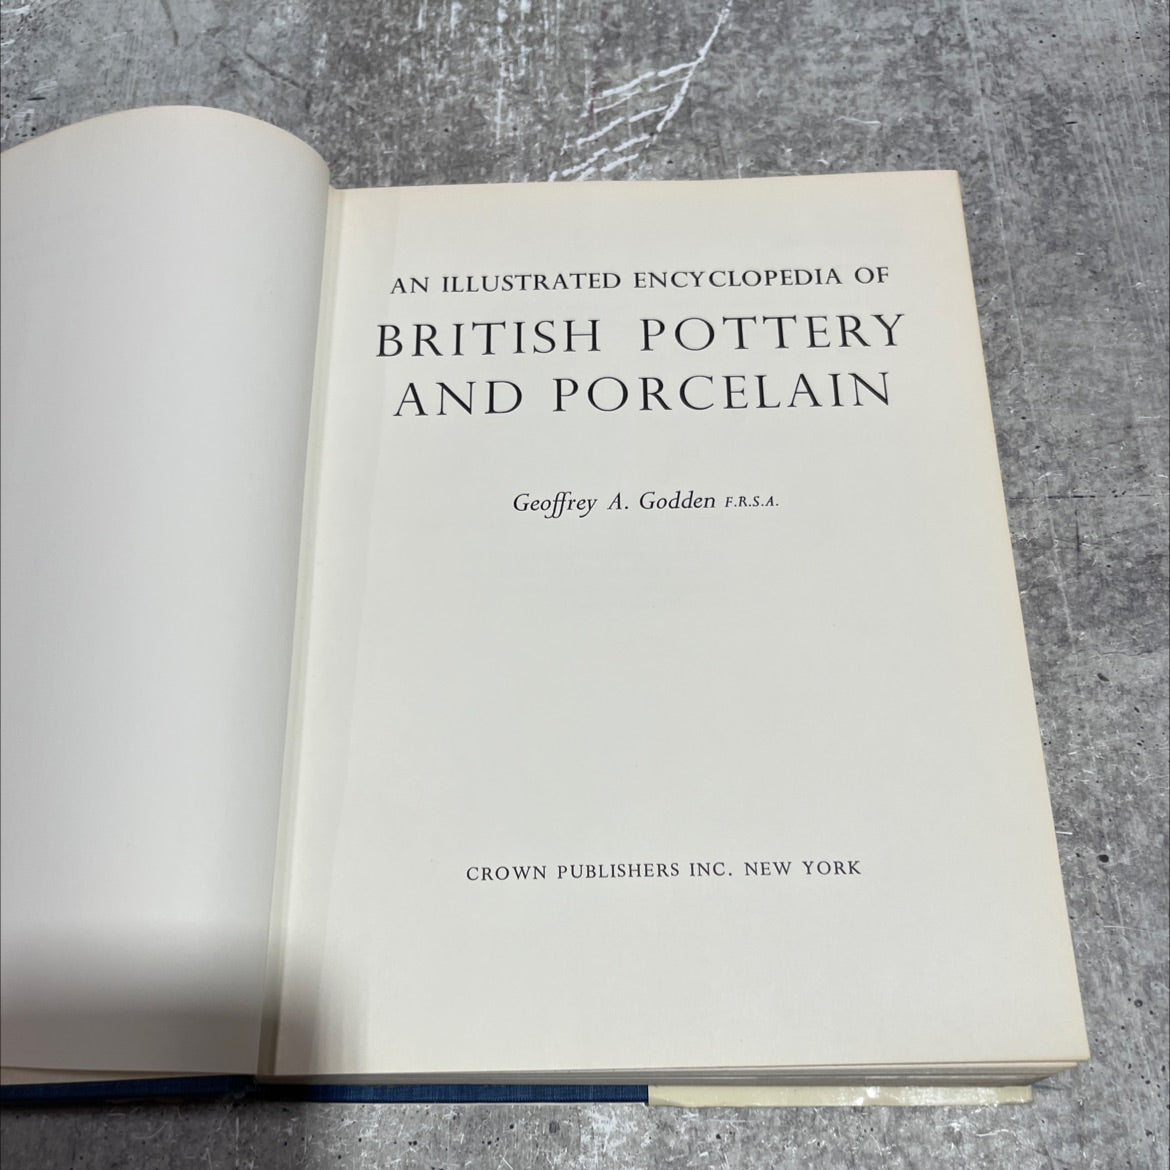 AN ILLUSTRATED ENCYCLOPEDIA OF
BRITISH POTTERY
AND PORCELAIN
Geoffrey A. Godden F.R.S.A.
CROWN PUBLISHERS INC. NEW YORK